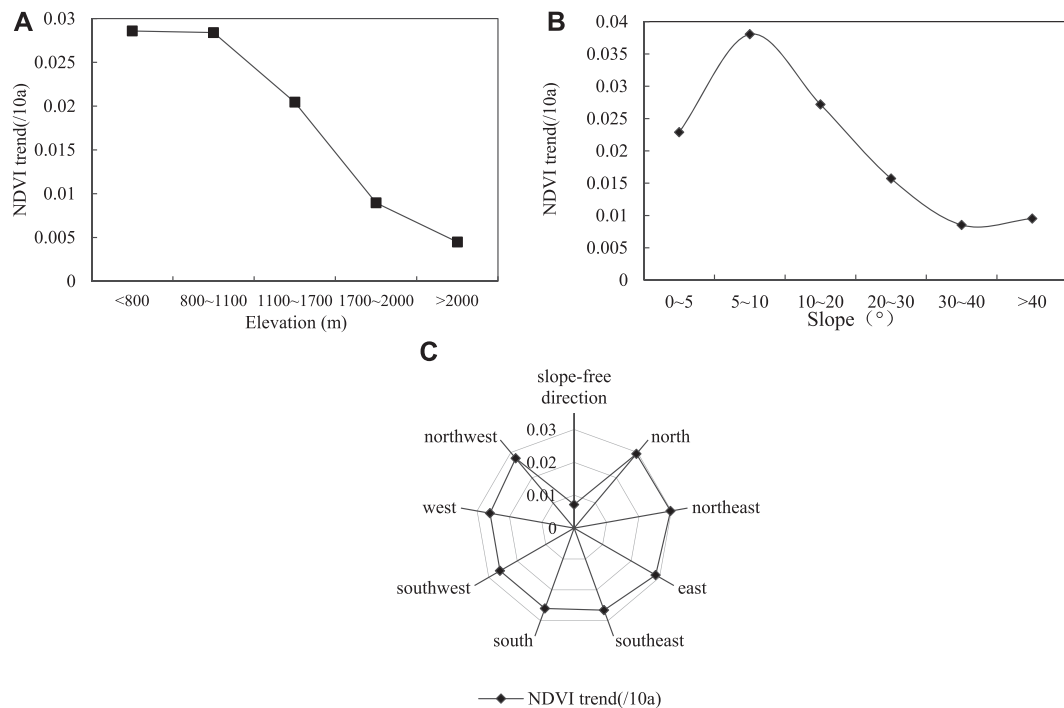 A
0.03
0.025
0.02
0.015
0.01
0.005
0
NDVI trend(/10a)
<800 800~1100 1100~1700 1700~2000 >2000
Elevation (m)
B
0.04
0.035
0.03
0.025
0.02
0.015
0.01
0.005
0
NDVI trend(/10a)
0~5 5~10 10~20 20~30 30~40 >40
Slope（°）
C
slope-free
direction
north
northeast
east
southeast
south
southwest
west
northwest
0.03
0.02
0.01
0
NDVI trend(/10a)